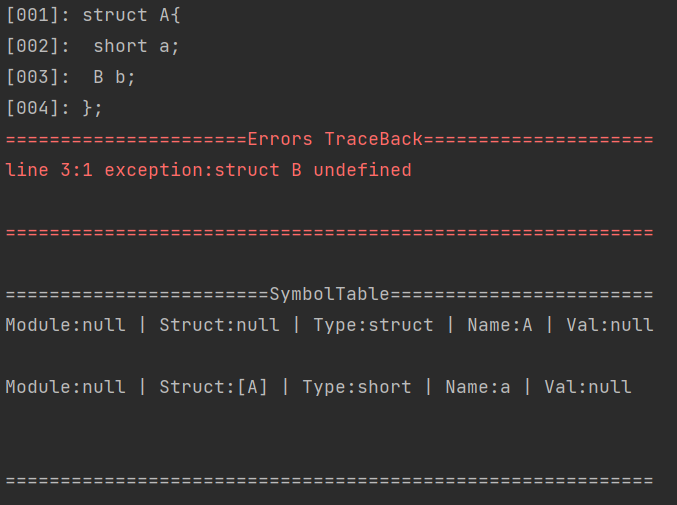 [001]: struct A{
[002]:  short a;
[003]:  B b;
[004]: };
======================Errors TraceBack=====================
line 3:1 exception:struct B undefined
===========================================================
========================SymbolTable========================
Module:null | Struct:null | Type:struct | Name:A | Val:null
Module:null | Struct:[A] | Type:short | Name:a | Val:null
===========================================================